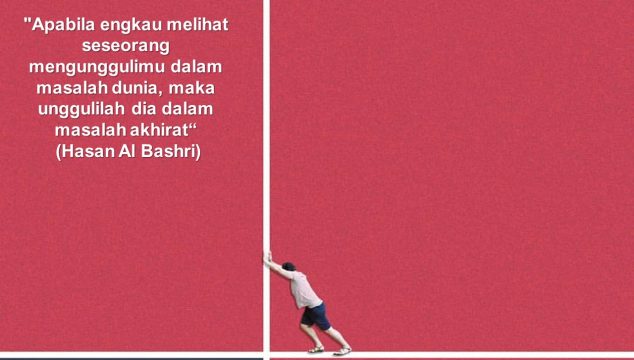 "Apabila engkau melihat
seseorang
mengunggulimu dalam
masalah dunia, maka
unggulilah dia dalam
masalah akhirat“
(Hasan Al Bashri)